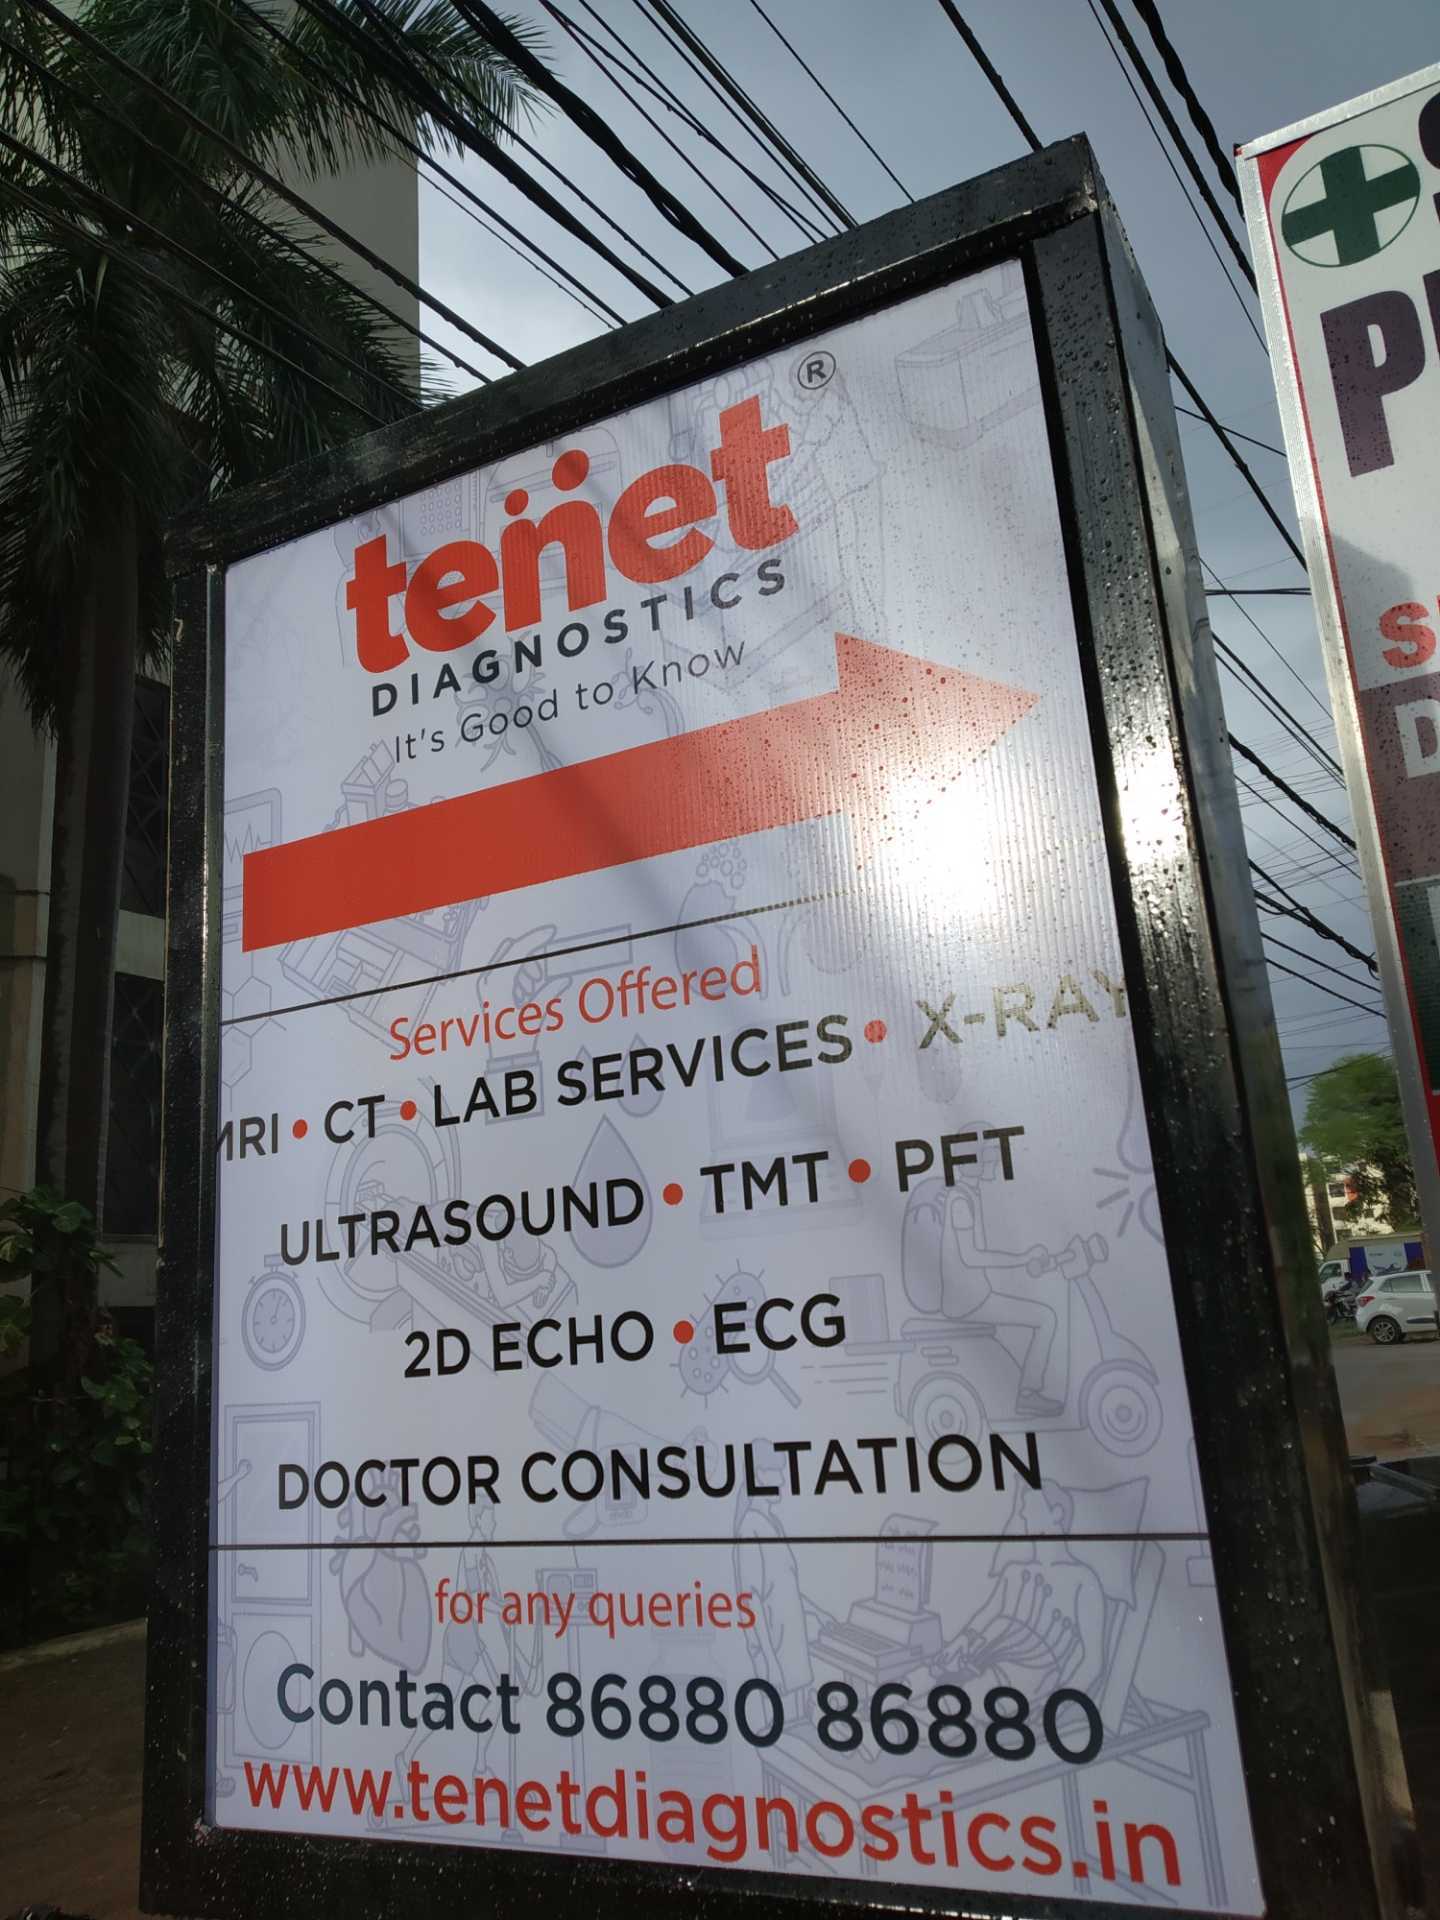 tenet®
DIAGNOSTICS
It's Good to Know
Services Offered
MRI • CT • LAB SERVICES • X-RAY
ULTRASOUND • TMT • PFT
2D ECHO • ECG
DOCTOR CONSULTATION
for any queries
Contact 86880 86880
www.tenetdiagnostics.in